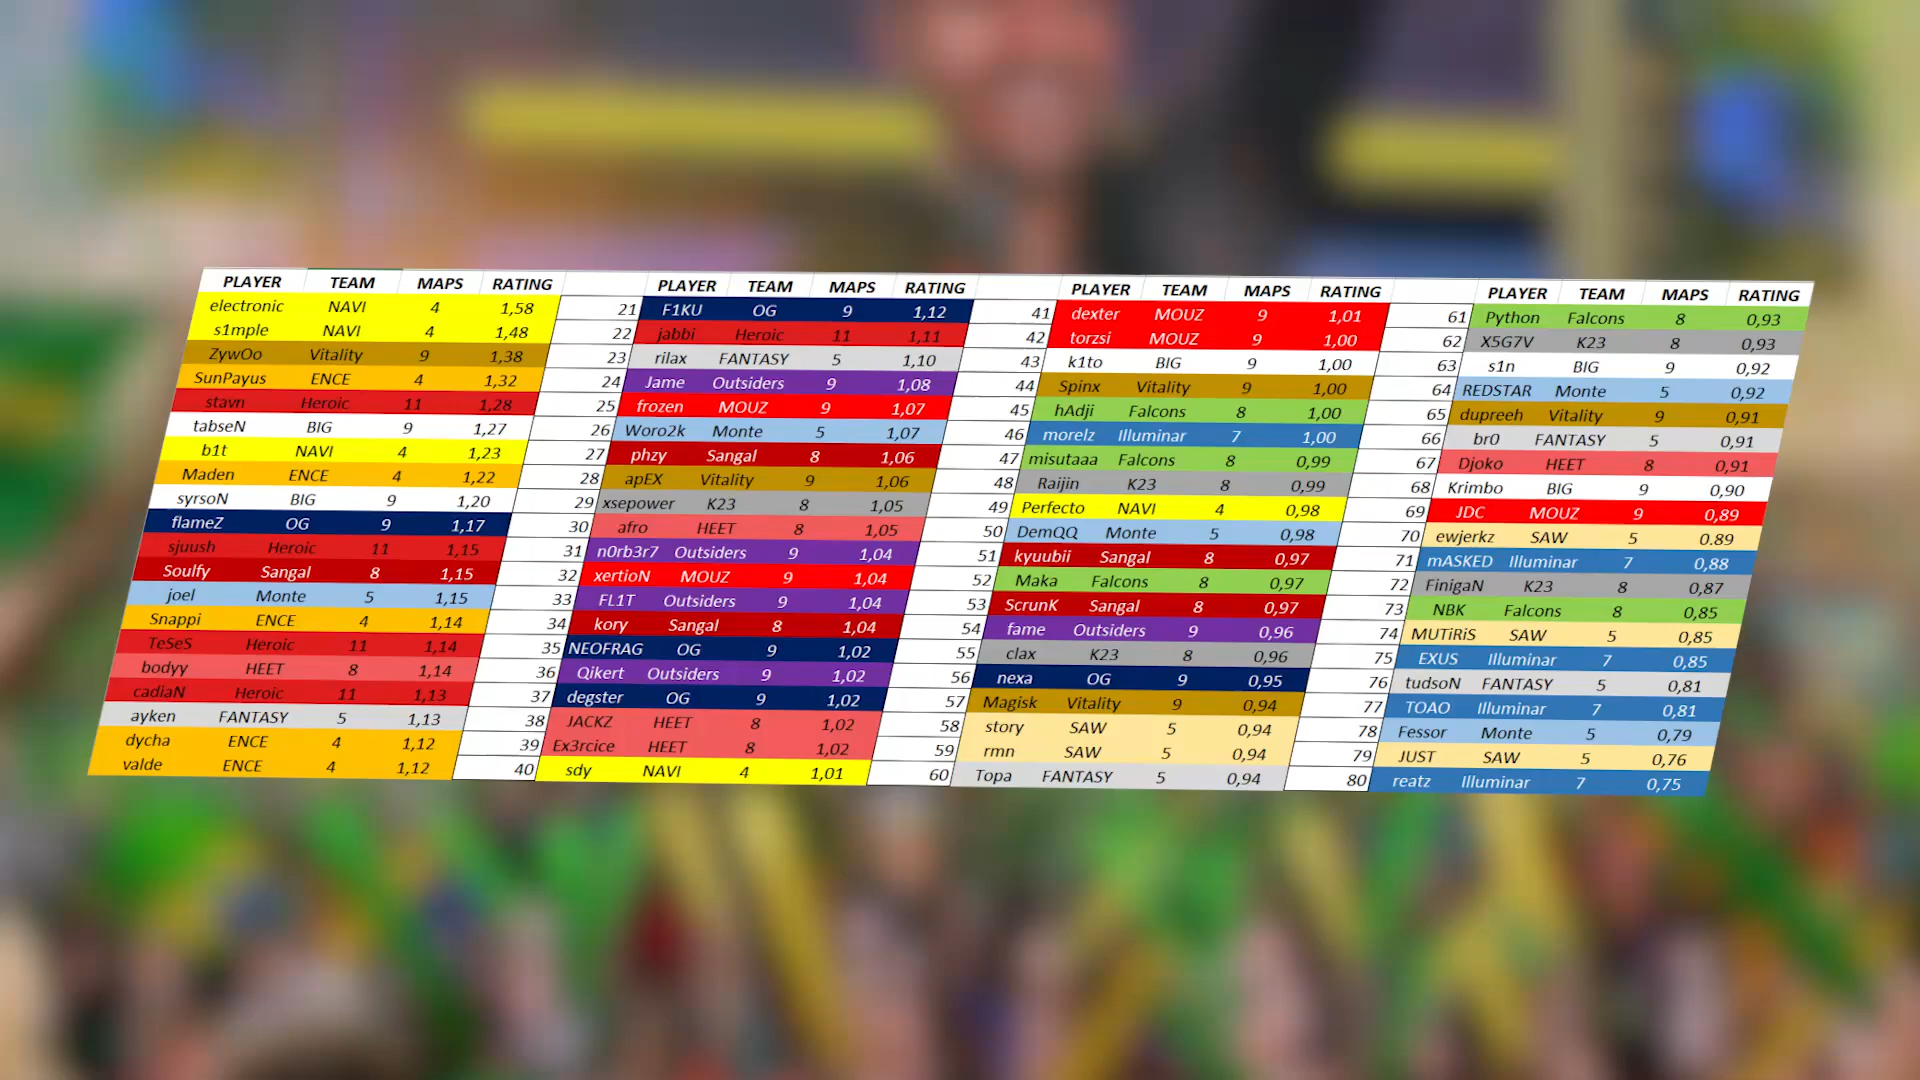 PLAYER TEAM MAPS RATING PLAYER TEAM MAPS RATING PLAYER TEAM MAPS RATING PLAYER TEAM MAPS RATING
electronic NAVI 4 1,58 21 F1KU OG 9 1,12 41 dexter MOUZ 9 1,01 61 Python Falcons 8 0,93
s1mple NAVI 4 1,48 22 jabbi Heroic 11 1,11 42 torzsi MOUZ 9 1,00 62 X5G7V K23 8 0,93
ZywOo Vitality 9 1,38 23 rilax FANTASY 5 1,10 43 k1to BIG 9 1,00 63 s1n BIG 9 0,92
SunPayus ENCE 4 1,32 24 Jame Outsiders 9 1,08 44 Spinx Vitality 9 1,00 64 REDSTAR Monte 5 0,92
stavn Heroic 11 1,28 25 frozen MOUZ 9 1,07 45 hAdji Falcons 8 1,00 65 dupreeh Vitality 9 0,91
tabseN BIG 9 1,27 26 Woro2k Monte 5 1,07 46 morelz Illuminar 7 1,00 66 br0 FANTASY 5 0,91
b1t NAVI 4 1,23 27 phzy Sangal 8 1,06 47 misutaaa Falcons 8 0,99 67 Djoko HEET 8 0,91
Maden ENCE 4 1,22 28 apEX Vitality 9 1,06 48 Raijin K23 8 0,99 68 Krimbo BIG 9 0,90
syrsoN BIG 9 1,20 29 xsepower K23 8 1,05 49 Perfecto NAVI 4 0,98 69 JDC MOUZ 9 0,89
flameZ OG 9 1,17 30 afro HEET 8 1,05 50 DemQQ Monte 5 0,98 70 ewjerkz SAW 5 0.89
sjuush Heroic 11 1,15 31 n0rb3r7 Outsiders 9 1,04 51 kyuubii Sangal 8 0,97 71 mASKED Illuminar 7 0,88
Soulfy Sangal 8 1,15 32 xertioN MOUZ 9 1,04 52 Maka Falcons 8 0,97 72 FinigaN K23 8 0,87
joel Monte 5 1,15 33 FL1T Outsiders 9 1,04 53 ScrunK Sangal 8 0,97 73 NBK Falcons 8 0,85
Snappi ENCE 4 1,14 34 kory Sangal 8 1,04 54 fame Outsiders 9 0,96 74 MUTiRiS SAW 5 0,85
TeSeS Heroic 11 1,14 35 NEOFRAG OG 9 1,02 55 clax K23 8 0,96 75 EXUS Illuminar 7 0,85
bodyy HEET 8 1,14 36 Qikert Outsiders 9 1,02 56 nexa OG 9 0,95 76 tudsoN FANTASY 5 0,81
cadiaN Heroic 11 1,13 37 degster OG 9 1,02 57 Magisk Vitality 9 0,94 77 TOAO Illuminar 7 0,81
ayken FANTASY 5 1,13 38 JACKZ HEET 8 1,02 58 story SAW 5 0,94 78 Fessor Monte 5 0,79
dycha ENCE 4 1,12 39 Ex3rcice HEET 8 1,02 59 rmn SAW 5 0,94 79 JUST SAW 5 0,76
valde ENCE 4 1,12 40 sdy NAVI 4 1,01 60 Topa FANTASY 5 0,94 80 reatz Illuminar 7 0,75